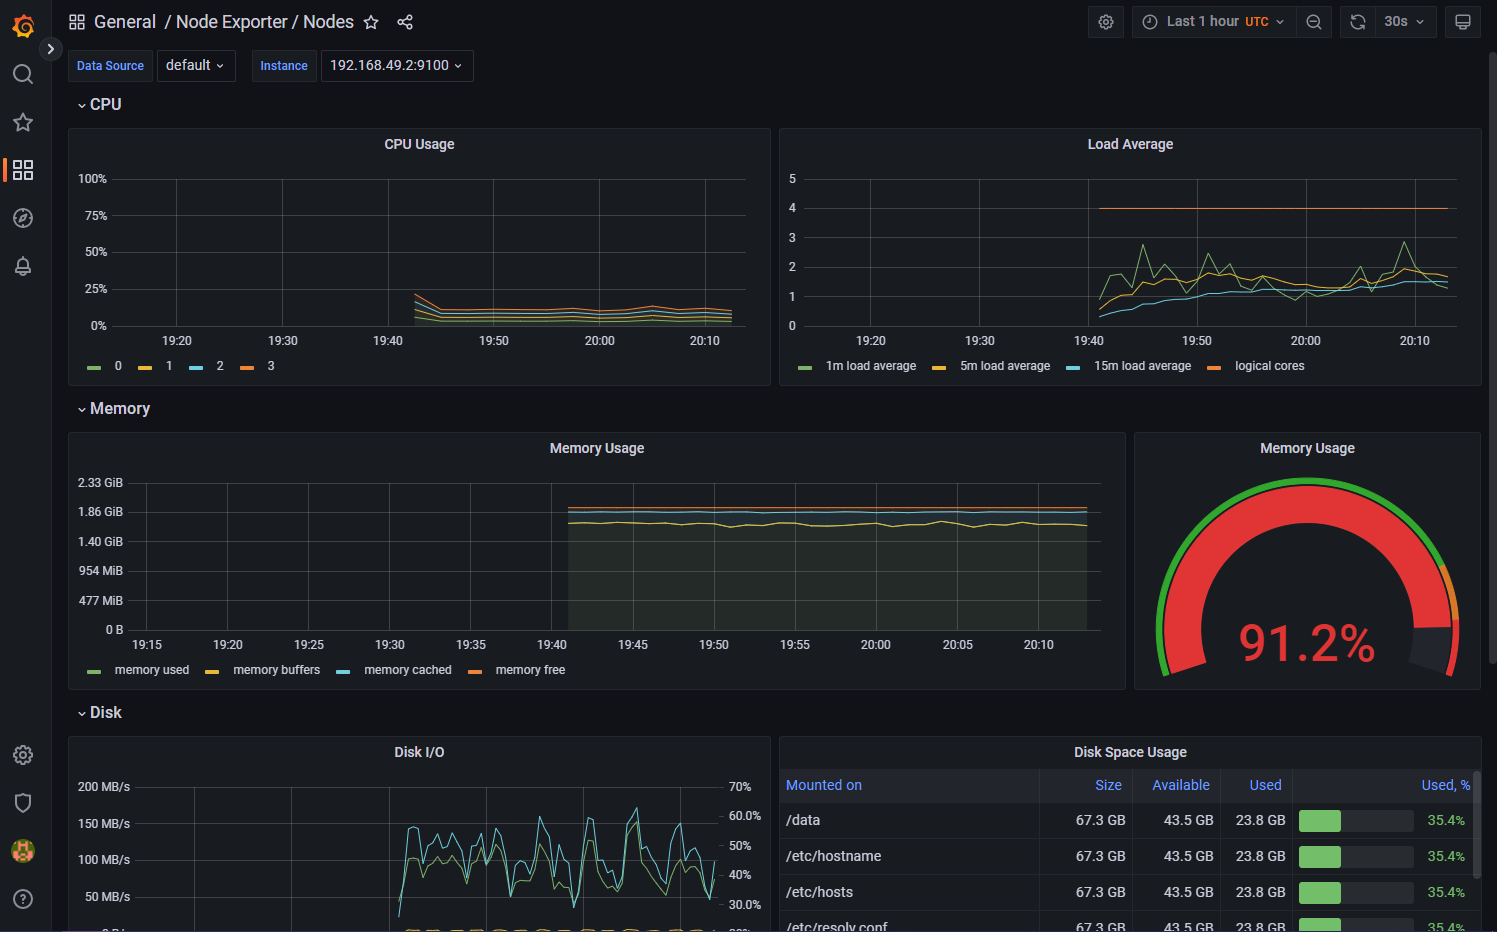 General / Node Exporter / Nodes
Last 1 hour UTC
30s
Data Source default Instance 192.168.49.2:9100
CPU
CPU Usage
100%
75%
50%
25%
0%
19:20 19:30 19:40 19:50 20:00 20:10
0 1 2 3
Load Average
5
4
3
2
1
0
19:20 19:30 19:40 19:50 20:00 20:10
1m load average 5m load average 15m load average logical cores
Memory
Memory Usage
2.33 GiB
1.86 GiB
1.40 GiB
954 MiB
477 MiB
0 B
19:15 19:20 19:25 19:30 19:35 19:40 19:45 19:50 19:55 20:00 20:05 20:10
memory used memory buffers memory cached memory free
Memory Usage
91.2%
Disk
Disk I/O
200 MB/s 70%
60.0%
150 MB/s
50%
100 MB/s
40%
50 MB/s
30.0%
Disk Space Usage
Mounted on Size Available Used Used, %
/data 67.3 GB 43.5 GB 23.8 GB 35.4%
/etc/hostname 67.3 GB 43.5 GB 23.8 GB 35.4%
/etc/hosts 67.3 GB 43.5 GB 23.8 GB 35.4%
/etc/resolv.conf 67.3 GB 43.5 GB 23.8 GB 35.4%